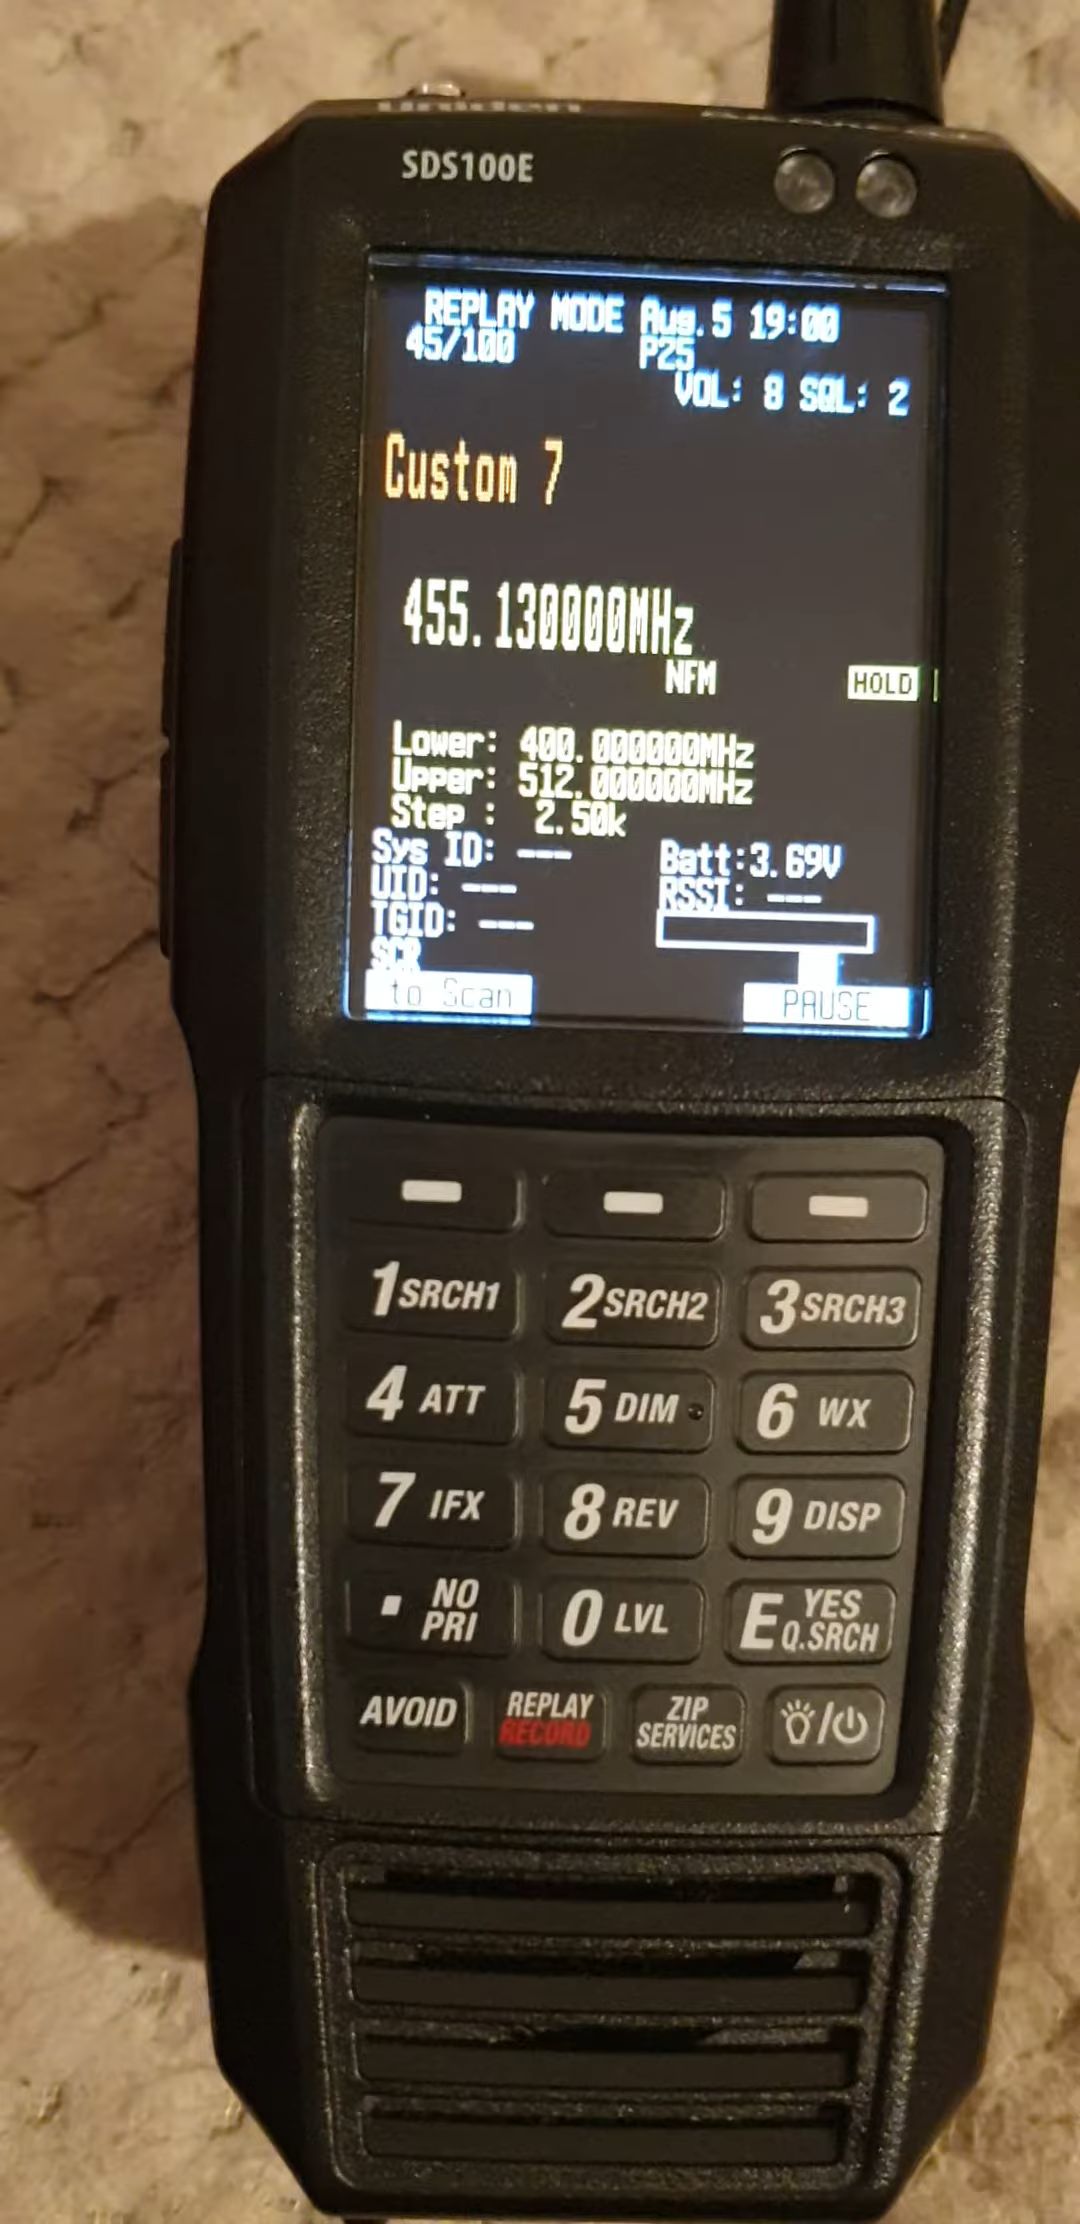 Uniden
SDS100E
REPLAY MODE Aug.5 19:00
45/100 P25
VOL: 8 SQL: 2
Custom 7
455.130000MHz
NFM HOLD
Lower: 400.000000MHz
Upper: 512.000000MHz
Step : 2.50k
Sys ID: --- Batt:3.69V
UID: --- RSSI: ---
TGID: ---
SCR
to Scan PAUSE
1 SRCH1 2 SRCH2 3 SRCH3
4 ATT 5 DIM 6 WX
7 IFX 8 REV 9 DISP
. NO PRI 0 LVL E YES Q.SRCH
AVOID REPLAY RECORD ZIP SERVICES